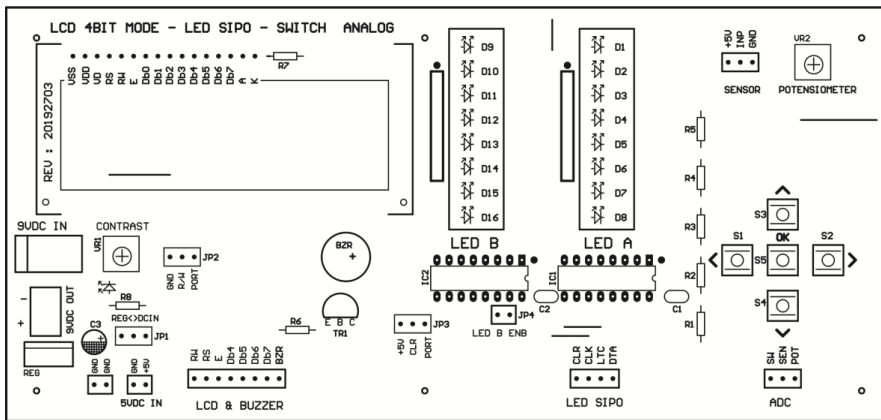 LCD 4BIT MODE - LED SIPO - SWITCH ANALOG
VSS
VDD
VO
RS
RW
E
Db0
Db1
Db2
Db3
Db4
Db5
Db6
Db7
A
K
R7
REV : 20192703
D9
D10
D11
D12
D13
D14
D15
D16
LED B
D1
D2
D3
D4
D5
D6
D7
D8
LED A
+5V
INP
GND
SENSOR
VR2
POTENSIOMETER
R5
R4
R3
R2
R1
S3
S1
OK
S5
S2
S4
9VDC IN
CONTRAST
VR1
GND
R/W
PORT
JP2
BZR
+
IC2
IC1
C2
C1
- +
9VDC OUT
R8
REG<>DCIN
JP1
C3
REG
GND
GND
GND
+5V
5VDC IN
E B C
TR1
R6
RW
RS
E
Db4
Db5
Db6
Db7
BZR
LCD & BUZZER
JP3
+5V
CLR
PORT
JP4
LED B ENB
CLR
CLK
LTC
DTA
LED SIPO
SW
SEN
POT
ADC